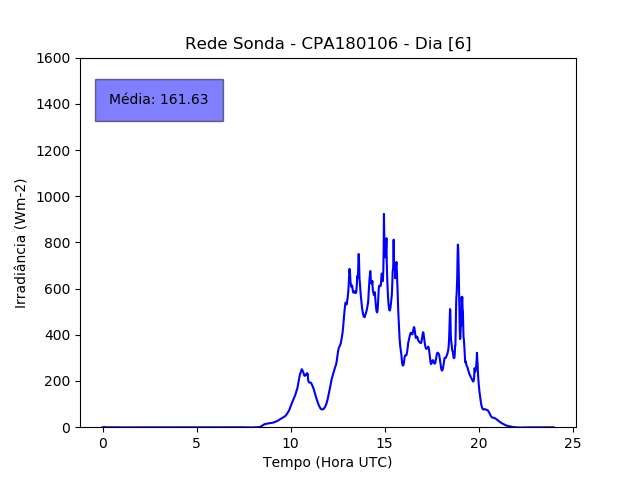 Rede Sonda - CPA180106 - Dia [6]
1600
Média: 161.63
1400
1200
1000
800
600
400
200
0
Irradiância (Wm-2)
0 5 10 15 20 25
Tempo (Hora UTC)